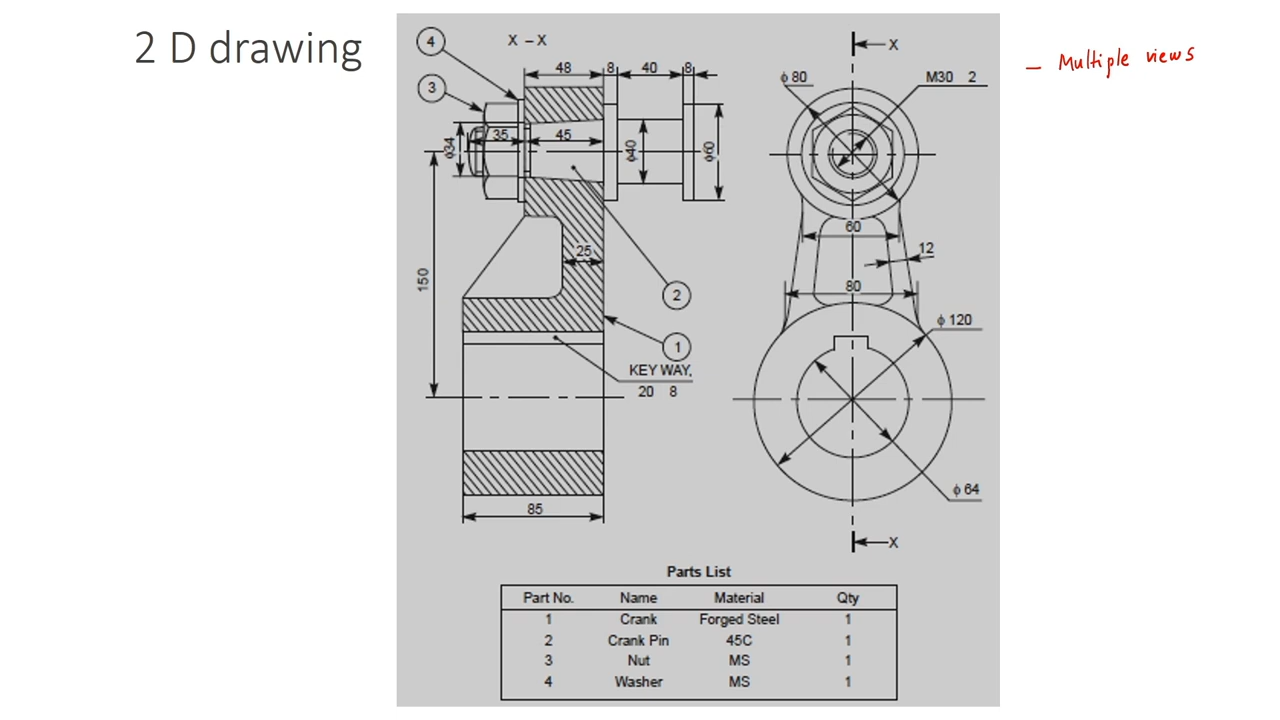 2 D drawing
– Multiple views
4
X – X
3
48
8
40
8
35
45
ϕ34
ϕ40
ϕ60
25
150
2
1
KEY WAY,
20 8
85
X
ϕ 80
M30 2
60
12
80
ϕ 120
ϕ 64
X
Parts List
Part No. Name Material Qty
1 Crank Forged Steel 1
2 Crank Pin 45C 1
3 Nut MS 1
4 Washer MS 1